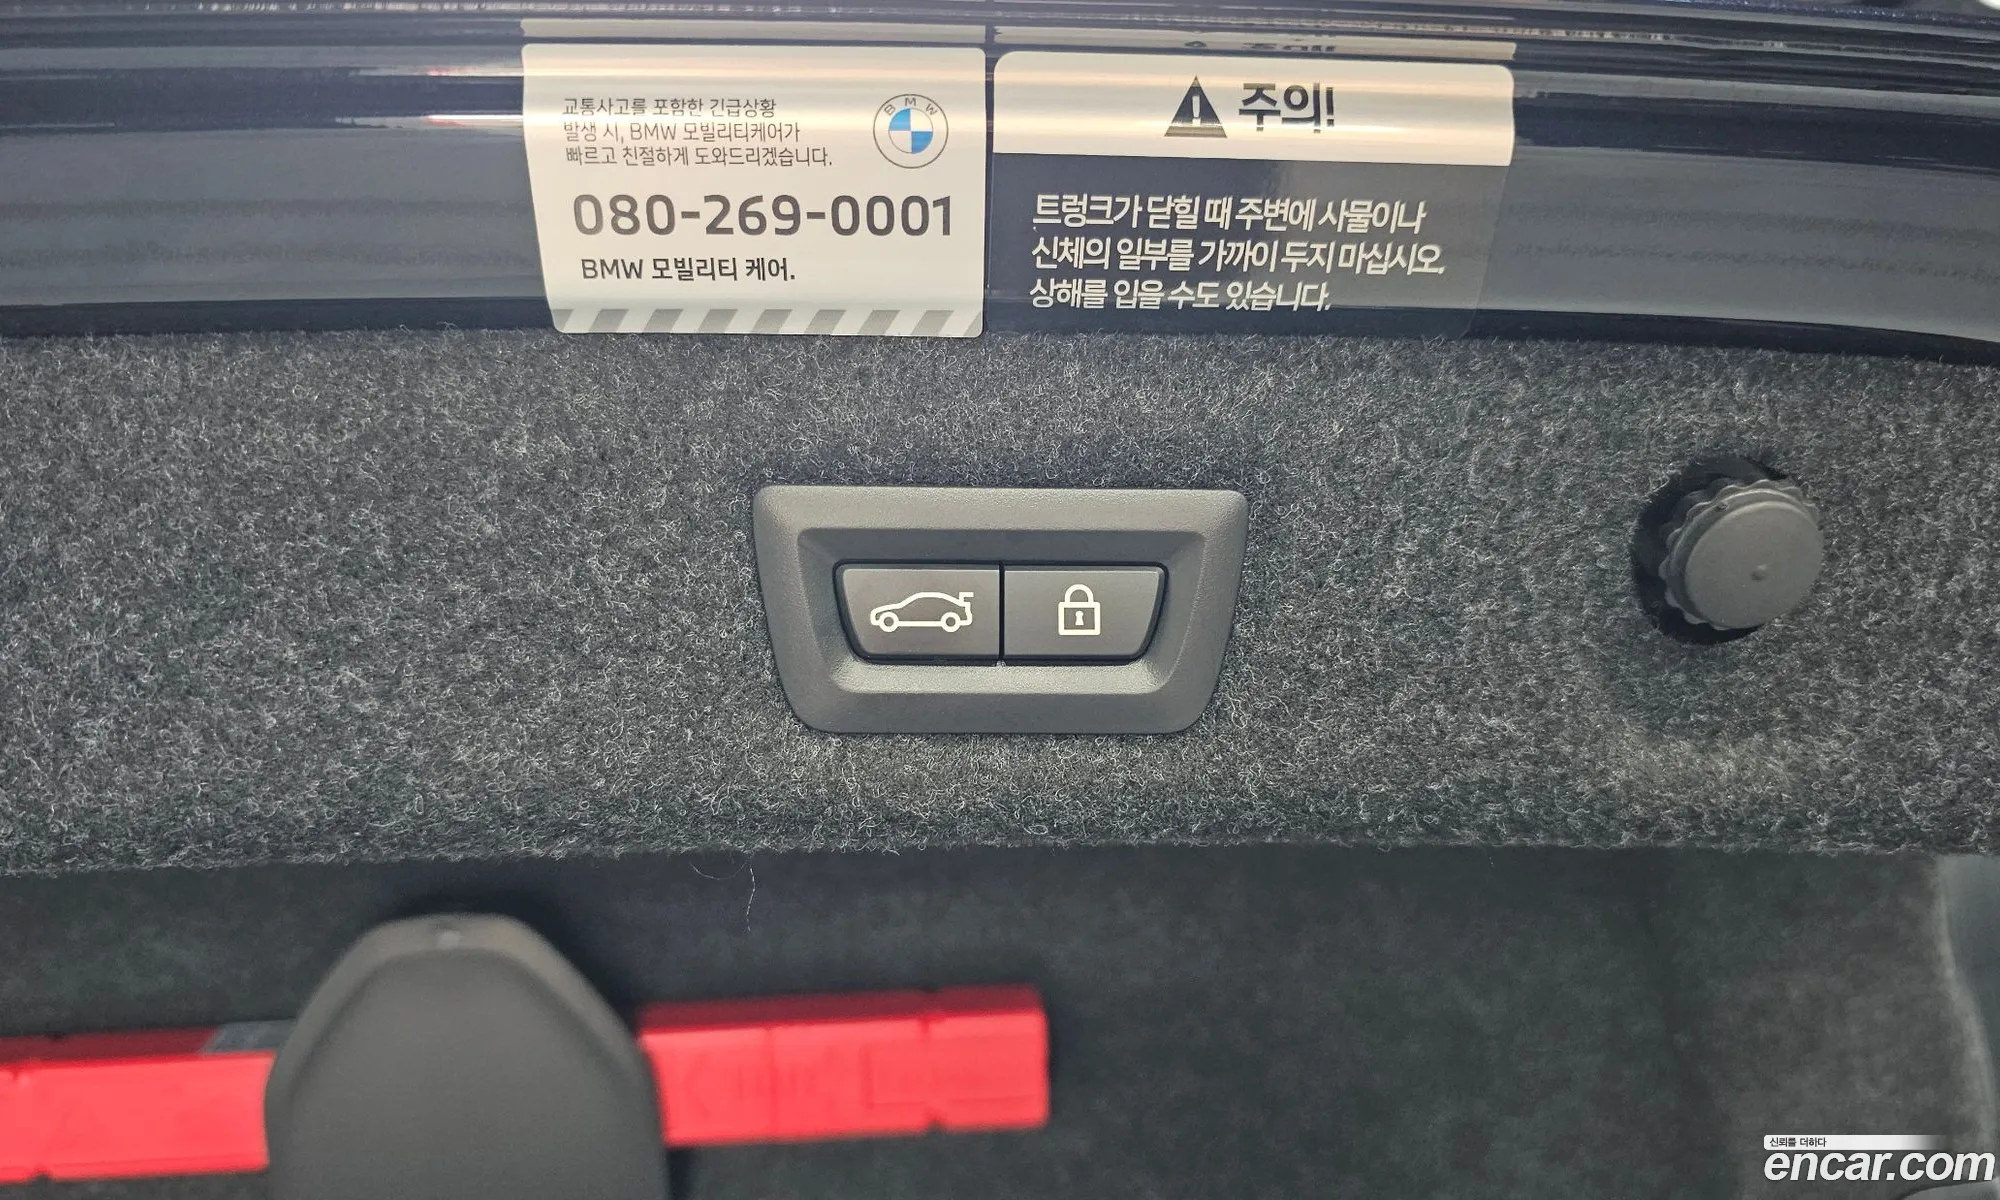 교통사고를 포함한 긴급상황
발생 시, BMW 모빌리티케어가
빠르고 친절하게 도와드리겠습니다.
BMW
080-269-0001
BMW 모빌리티 케어.
주의!
트렁크가 닫힐 때 주변에 사물이나
신체의 일부를 가까이 두지 마십시오.
상해를 입을 수도 있습니다.
신뢰를 더하다
encar.com